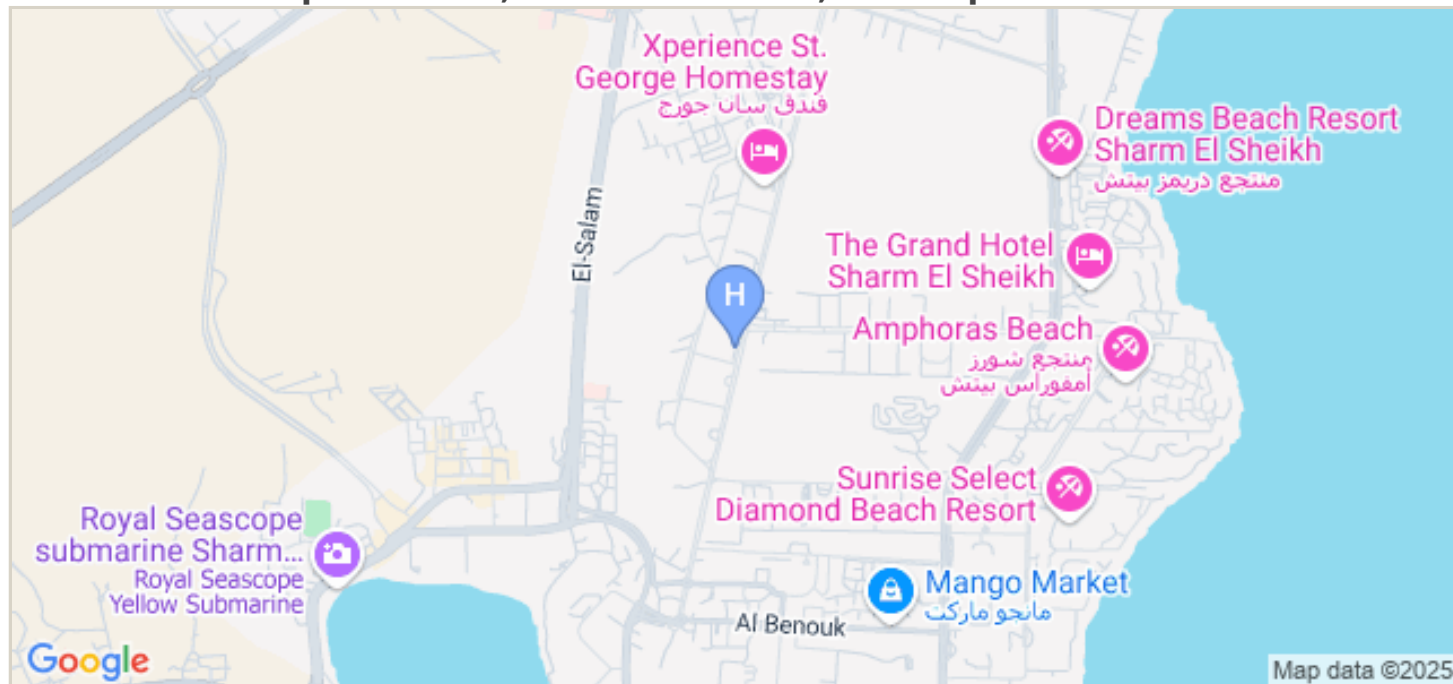 Xperience St.
George Homestay
فندق سان جورج
Dreams Beach Resort
Sharm El Sheikh
منتجع دريمز بيتش
El-Salam
The Grand Hotel
Sharm El Sheikh
H
Amphoras Beach
منتجع شورز
أمفوراس بيتش
Sunrise Select
Diamond Beach Resort
Royal Seascope
submarine Sharm...
Royal Seascope
Yellow Submarine
Mango Market
مانجو ماركت
Al Benouk
Google
Map data ©2025